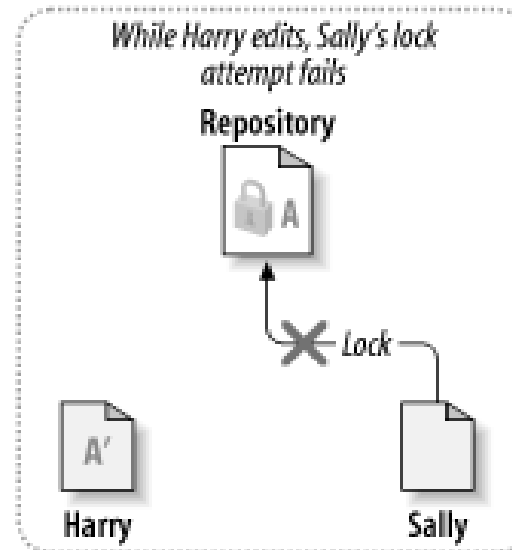 While Harry edits, Sally's lock
attempt fails
Repository
A
Lock
A′
Harry
Sally